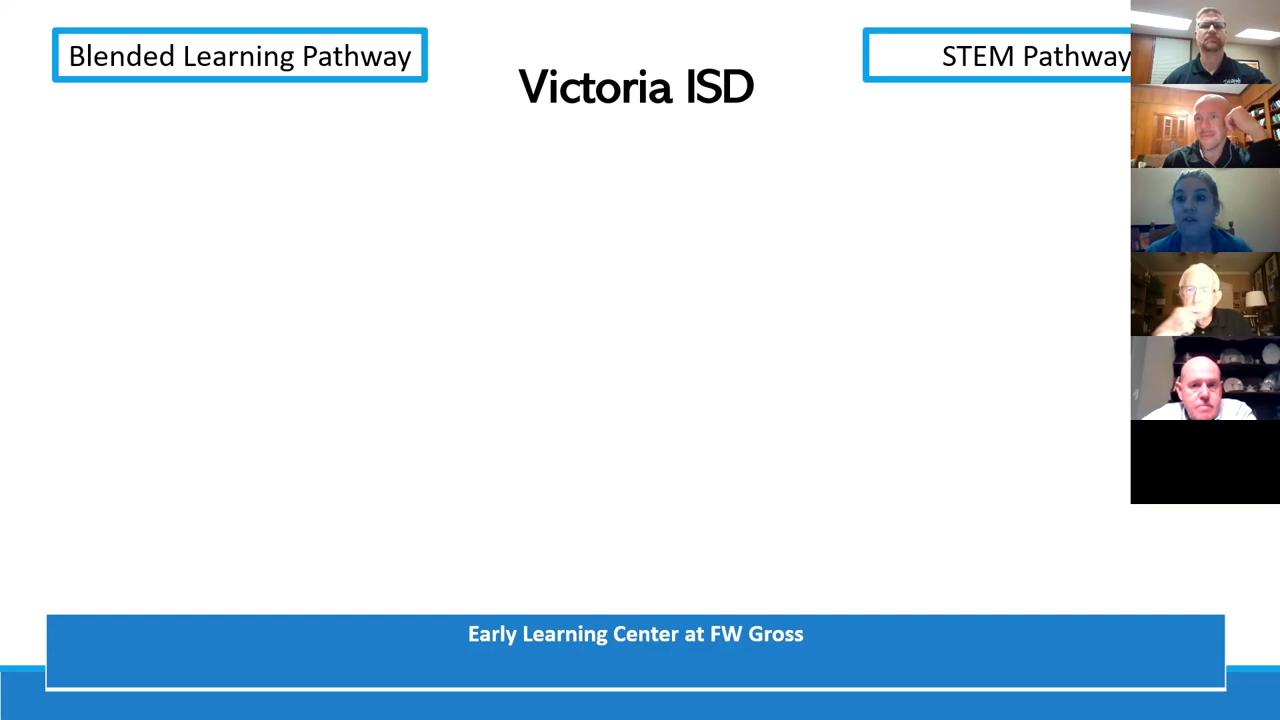 Blended Learning Pathway
STEM Pathway
Victoria ISD
Early Learning Center at FW Gross